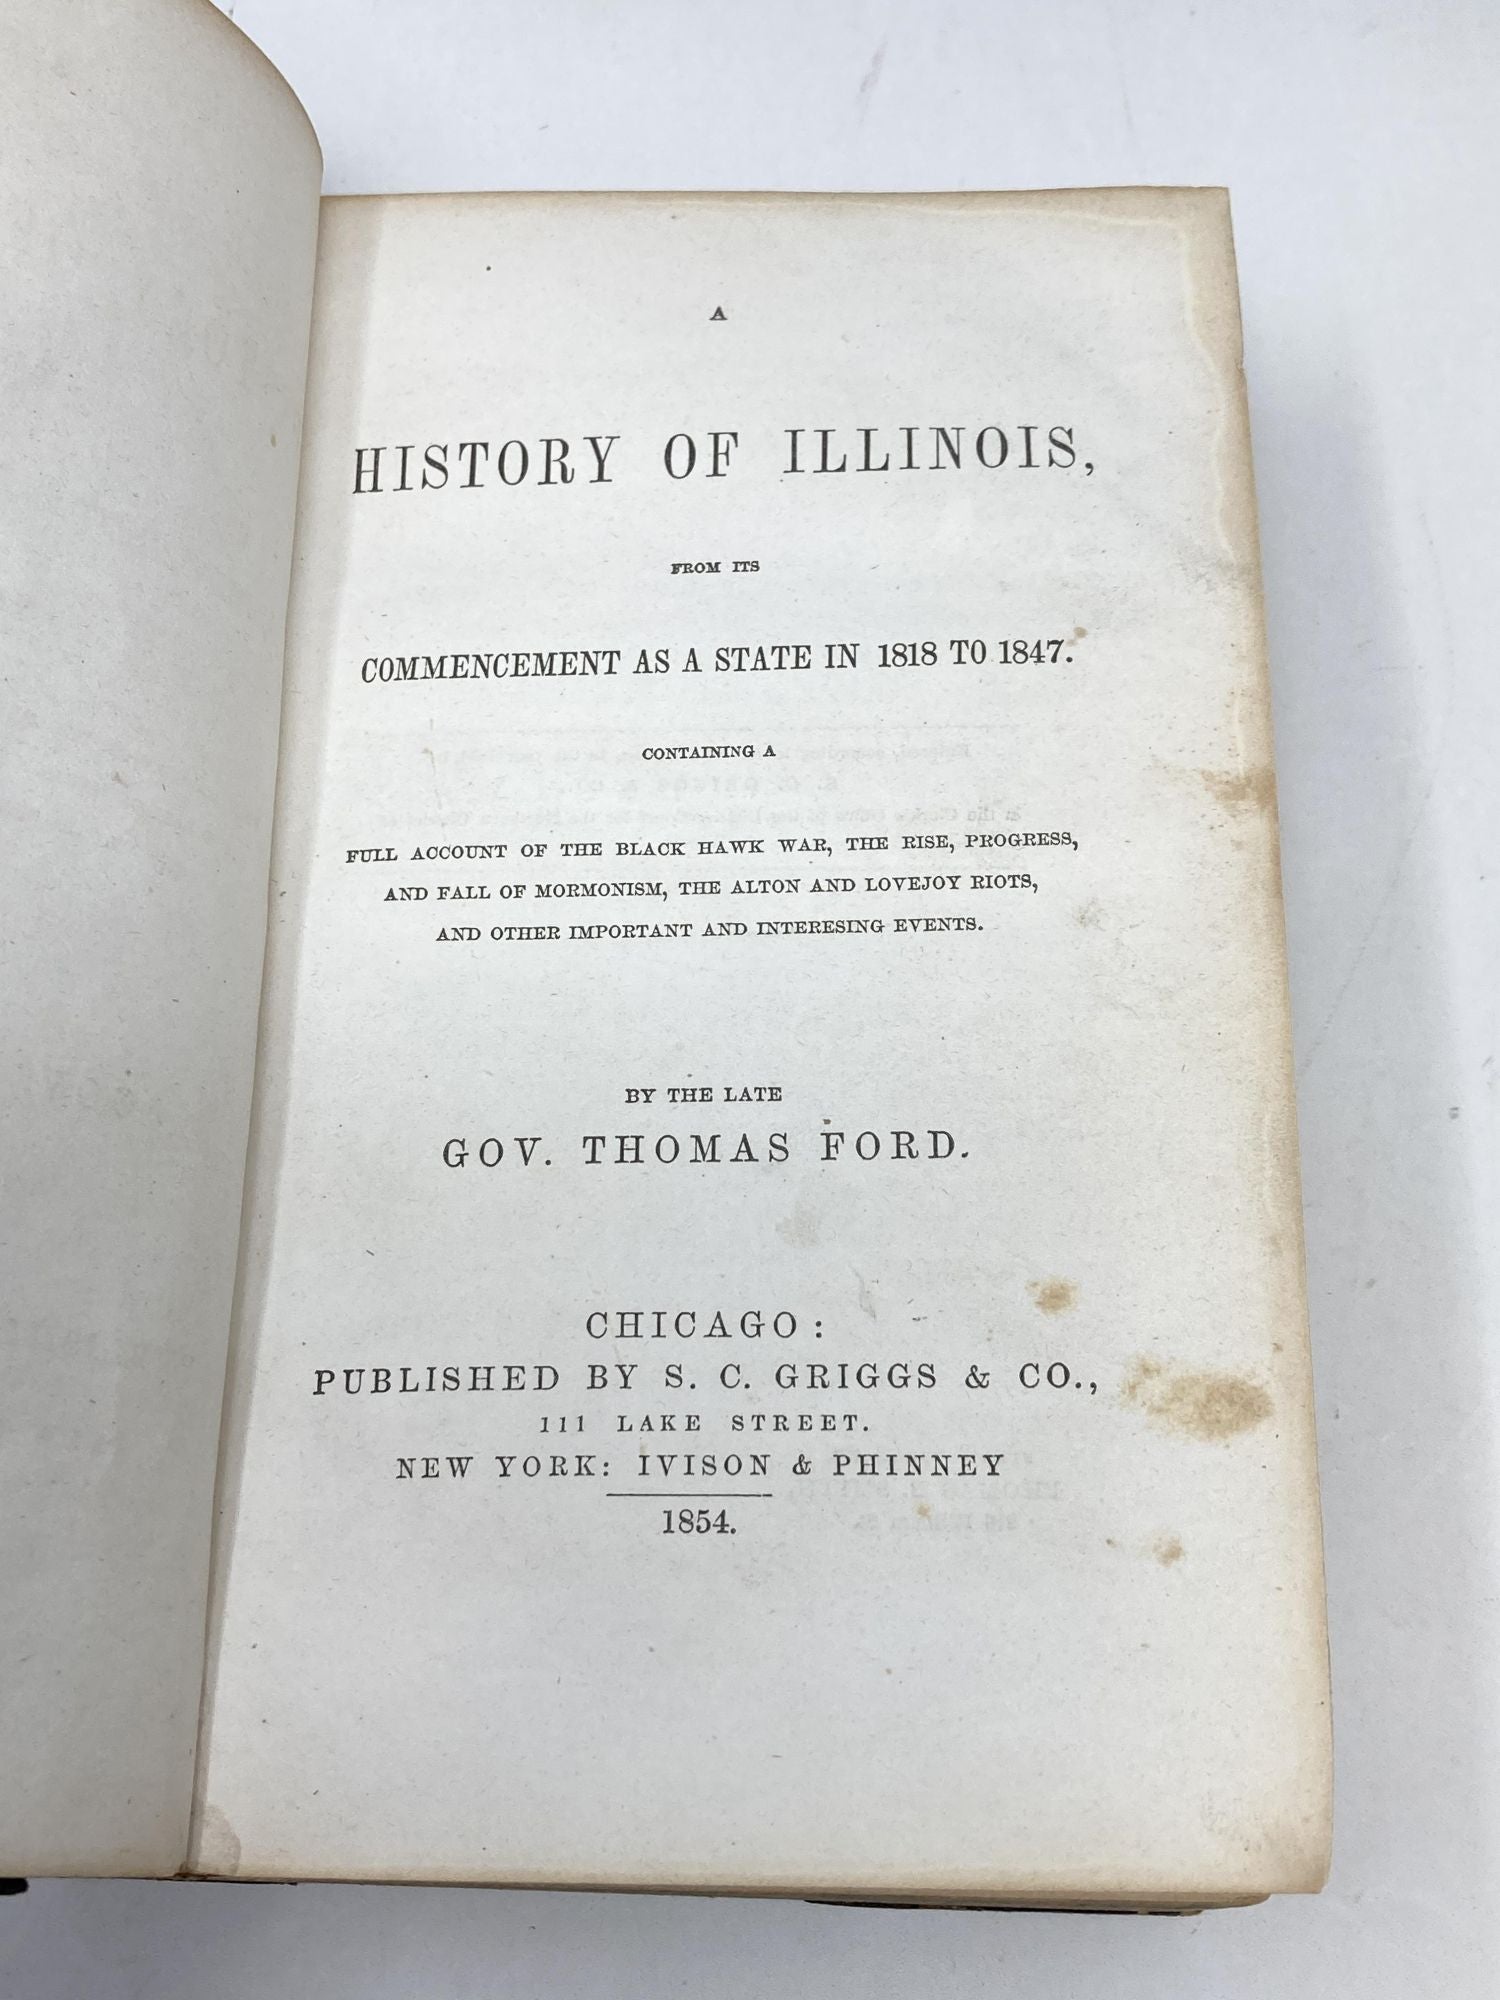 A
HISTORY OF ILLINOIS,
FROM ITS
COMMENCEMENT AS A STATE IN 1818 TO 1847.
CONTAINING A
FULL ACCOUNT OF THE BLACK HAWK WAR, THE RISE, PROGRESS,
AND FALL OF MORMONISM, THE ALTON AND LOVEJOY RIOTS,
AND OTHER IMPORTANT AND INTERESING EVENTS.
BY THE LATE
GOV. THOMAS FORD.
CHICAGO:
PUBLISHED BY S. C. GRIGGS & CO.,
111 LAKE STREET.
NEW YORK: IVISON & PHINNEY
1854.